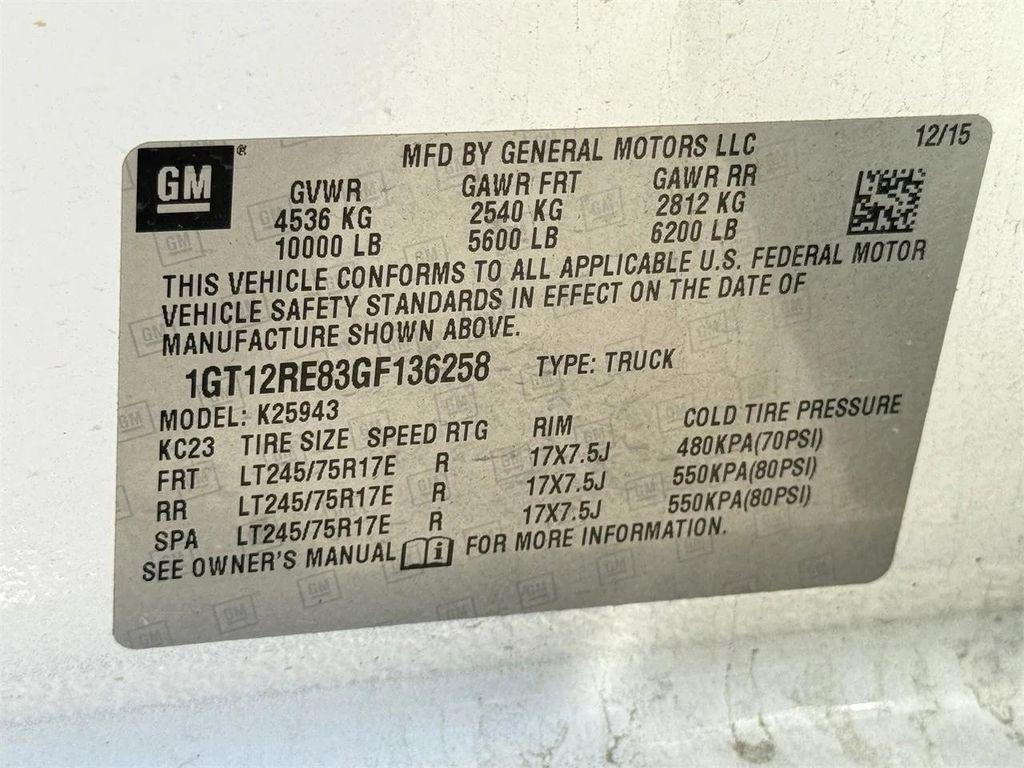 GM ® MFD BY GENERAL MOTORS LLC 12/15
GVWR GAWR FRT GAWR RR
4536 KG 2540 KG 2812 KG
10000 LB 5600 LB 6200 LB
THIS VEHICLE CONFORMS TO ALL APPLICABLE U.S. FEDERAL MOTOR
VEHICLE SAFETY STANDARDS IN EFFECT ON THE DATE OF
MANUFACTURE SHOWN ABOVE.
1GT12RE83GF136258 TYPE: TRUCK
MODEL: K25943
KC23 TIRE SIZE SPEED RTG RIM COLD TIRE PRESSURE
FRT LT245/75R17E R 17X7.5J 480KPA(70PSI)
RR LT245/75R17E R 17X7.5J 550KPA(80PSI)
SPA LT245/75R17E R 17X7.5J 550KPA(80PSI)
SEE OWNER'S MANUAL i FOR MORE INFORMATION.